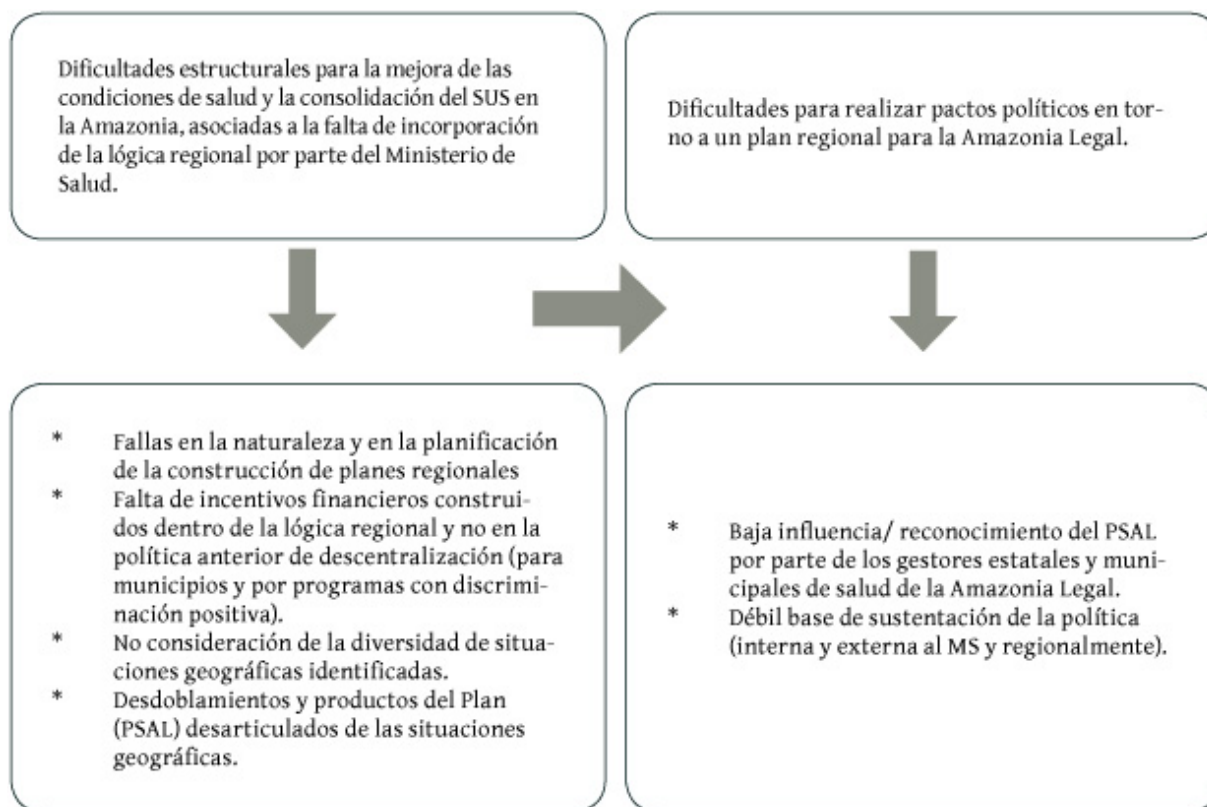 Dificultades estructurales para la mejora de las
condiciones de salud y la consolidación del SUS en
la Amazonia, asociadas a la falta de incorporación
de la lógica regional por parte del Ministerio de
Salud.
Dificultades para realizar pactos políticos en tor-
no a un plan regional para la Amazonia Legal.
* Fallas en la naturaleza y en la planificación
de la construcción de planes regionales
* Falta de incentivos financieros construi-
dos dentro de la lógica regional y no en la
política anterior de descentralización (para
municipios y por programas con discrimi-
nación positiva).
* No consideración de la diversidad de situa-
ciones geográficas identificadas.
* Desdoblamientos y productos del Plan
(PSAL) desarticulados de las situaciones
geográficas.
* Baja influencia/ reconocimiento del PSAL
por parte de los gestores estatales y muni-
cipales de salud de la Amazonia Legal.
* Débil base de sustentación de la política
(interna y externa al MS y regionalmente).